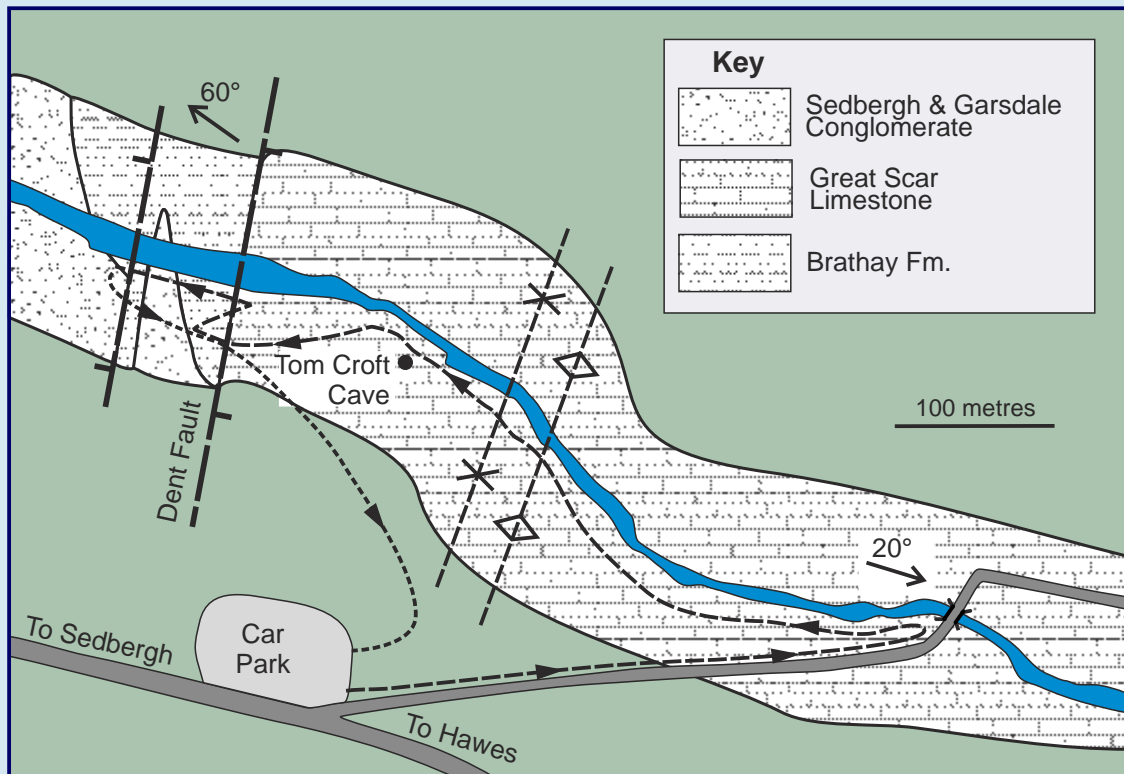 60°
Key
Sedbergh & Garsdale
Conglomerate
Great Scar
Limestone
Brathay Fm.
Tom Croft
Cave
100 metres
Dent Fault
20°
To Sedbergh
Car
Park
To Hawes